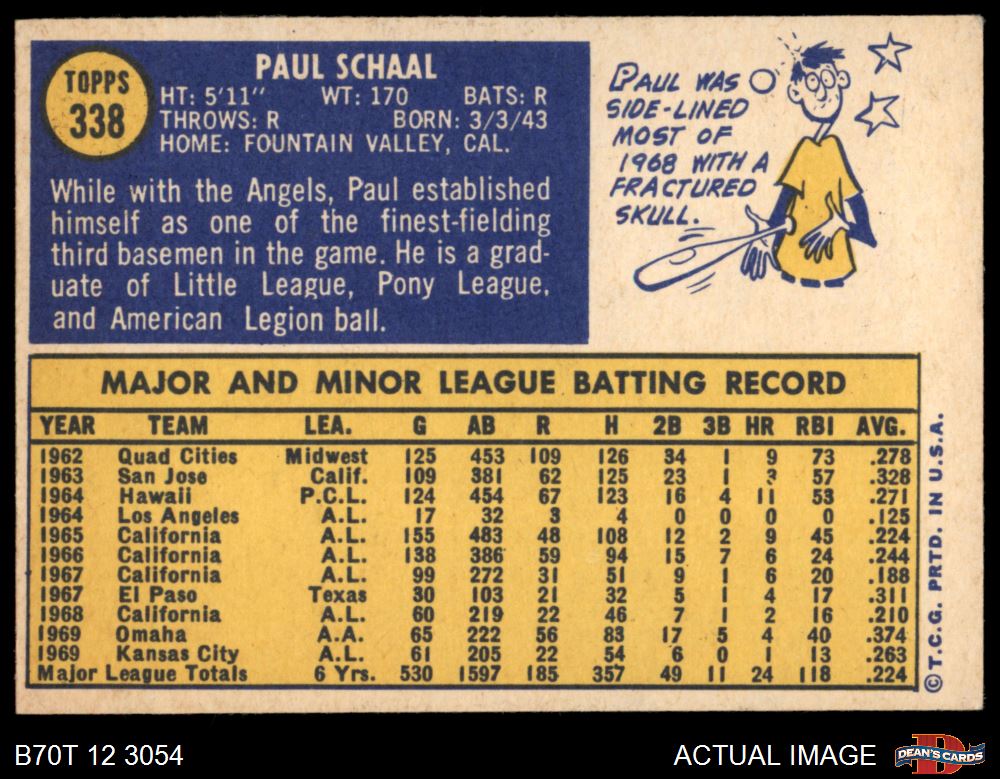 TOPPS
338
PAUL SCHAAL
HT: 5'11" WT: 170 BATS: R
THROWS: R BORN: 3/3/43
HOME: FOUNTAIN VALLEY, CAL.
While with the Angels, Paul established
himself as one of the finest-fielding
third basemen in the game. He is a grad-
uate of Little League, Pony League,
and American Legion ball.
PAUL WAS
SIDE-LINED
MOST OF
1968 WITH A
FRACTURED
SKULL.
MAJOR AND MINOR LEAGUE BATTING RECORD
YEAR TEAM LEA. G AB R H 2B 3B HR RBI AVG.
1962 Quad Cities Midwest 125 453 109 126 34 1 9 73 .278
1963 San Jose Calif. 109 381 62 125 23 1 3 57 .328
1964 Hawaii P.C.L. 124 454 67 123 16 4 11 53 .271
1964 Los Angeles A.L. 17 32 3 4 0 0 0 0 .125
1965 California A.L. 155 483 48 108 12 2 9 45 .224
1966 California A.L. 138 386 59 94 15 7 6 24 .244
1967 California A.L. 99 272 31 51 9 1 6 20 .188
1967 El Paso Texas 30 103 21 32 5 1 4 17 .311
1968 California A.L. 60 219 22 46 7 1 2 16 .210
1969 Omaha A.A. 65 222 56 83 17 5 4 40 .374
1969 Kansas City A.L. 61 205 22 54 6 0 1 13 .263
Major League Totals 6 Yrs. 530 1597 185 357 49 11 24 118 .224
©T.C.G. PRTD. IN U.S.A.
B70T 12 3054
ACTUAL IMAGE
D
DEAN'S CARDS